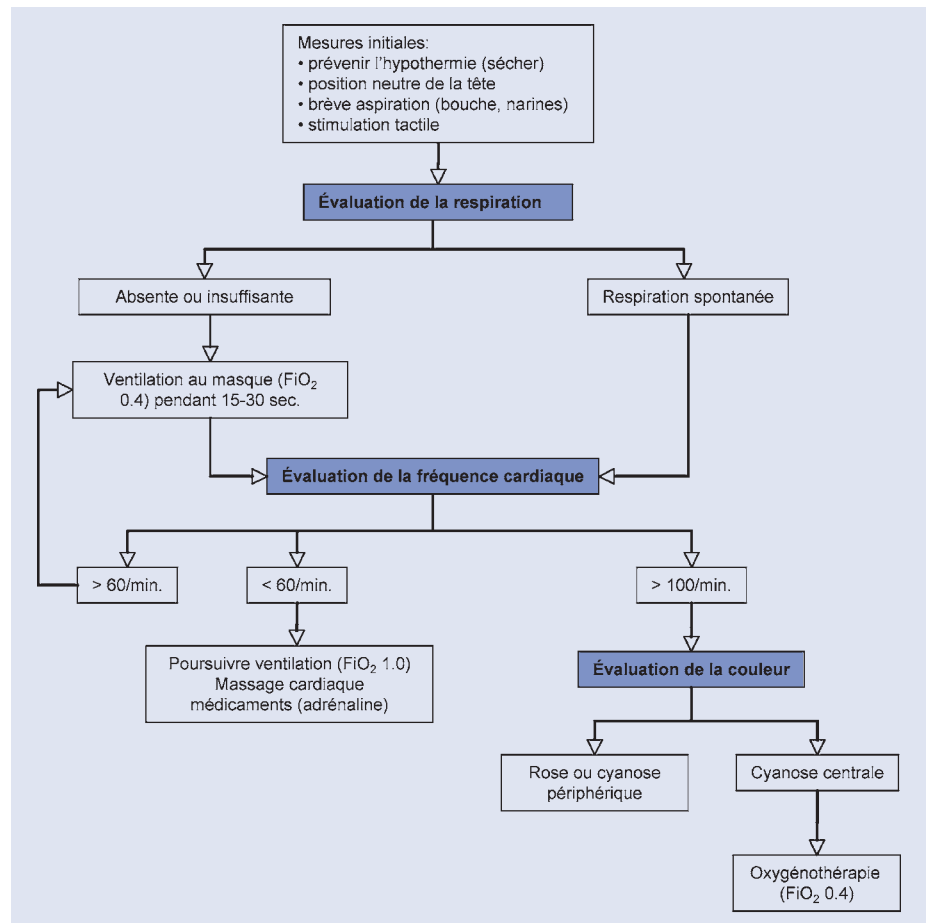 Mesures initiales:
• prévenir l'hypothermie (sécher)
• position neutre de la tête
• brève aspiration (bouche, narines)
• stimulation tactile
Évaluation de la respiration
Absente ou insuffisante
Respiration spontanée
Ventilation au masque (FiO₂
0.4) pendant 15-30 sec.
Évaluation de la fréquence cardiaque
> 60/min.
< 60/min.
> 100/min.
Poursuivre ventilation (FiO₂ 1.0)
Massage cardiaque
médicaments (adrénaline)
Évaluation de la couleur
Rose ou cyanose
périphérique
Cyanose centrale
Oxygénothérapie
(FiO₂ 0.4)